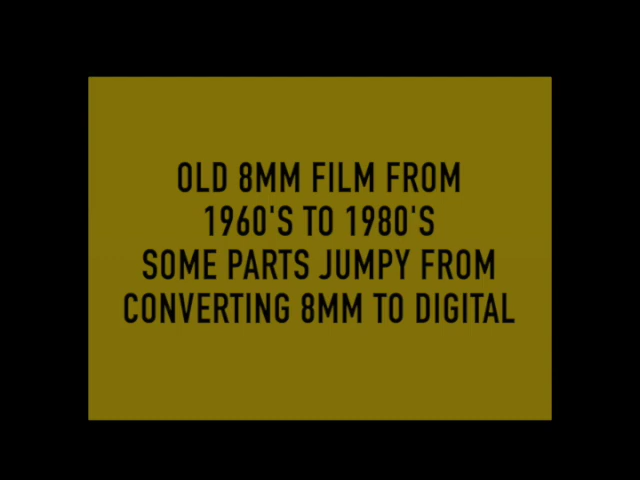 OLD 8MM FILM FROM
1960'S TO 1980'S
SOME PARTS JUMPY FROM
CONVERTING 8MM TO DIGITAL